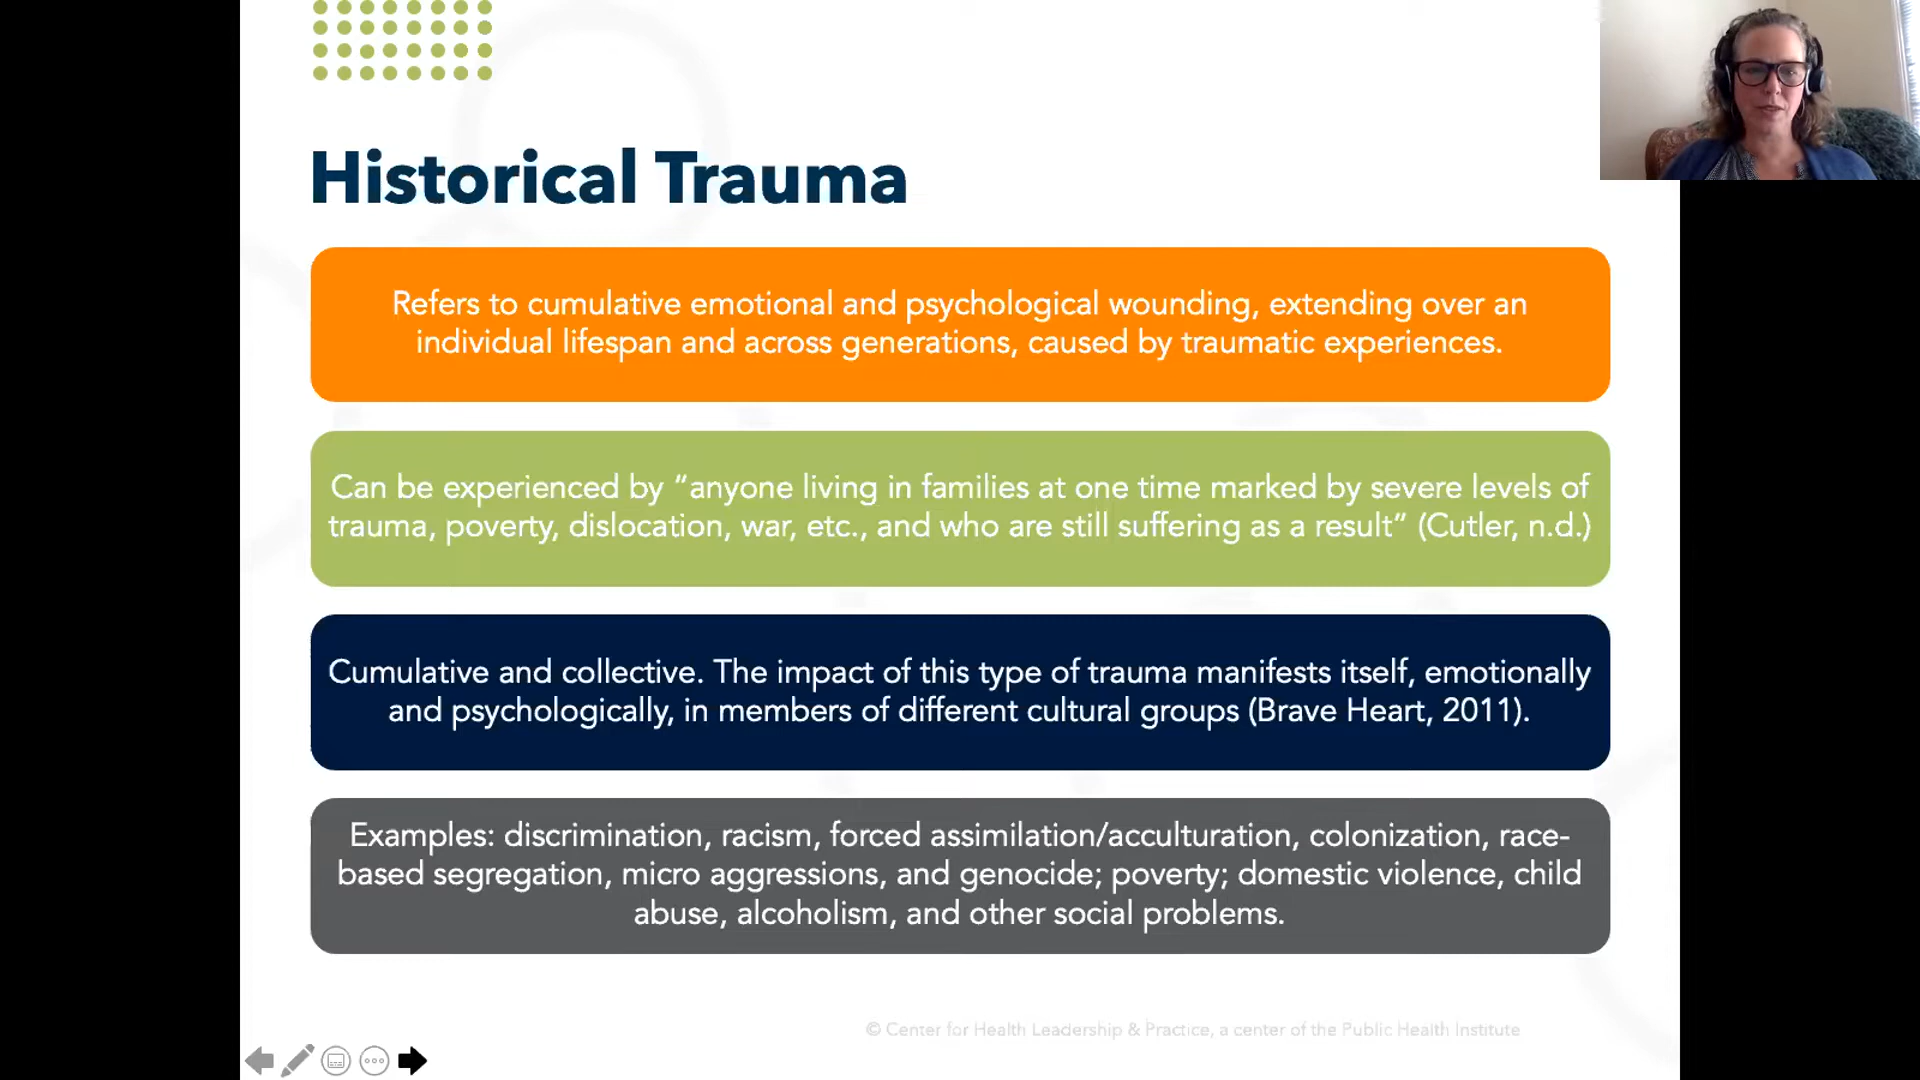 Historical Trauma
Refers to cumulative emotional and psychological wounding, extending over an
individual lifespan and across generations, caused by traumatic experiences.
Can be experienced by “anyone living in families at one time marked by severe levels of
trauma, poverty, dislocation, war, etc., and who are still suffering as a result” (Cutler, n.d.)
Cumulative and collective. The impact of this type of trauma manifests itself, emotionally
and psychologically, in members of different cultural groups (Brave Heart, 2011).
Examples: discrimination, racism, forced assimilation/acculturation, colonization, race-
based segregation, micro aggressions, and genocide; poverty; domestic violence, child
abuse, alcoholism, and other social problems.
© Center for Health Leadership & Practice, a center of the Public Health Institute